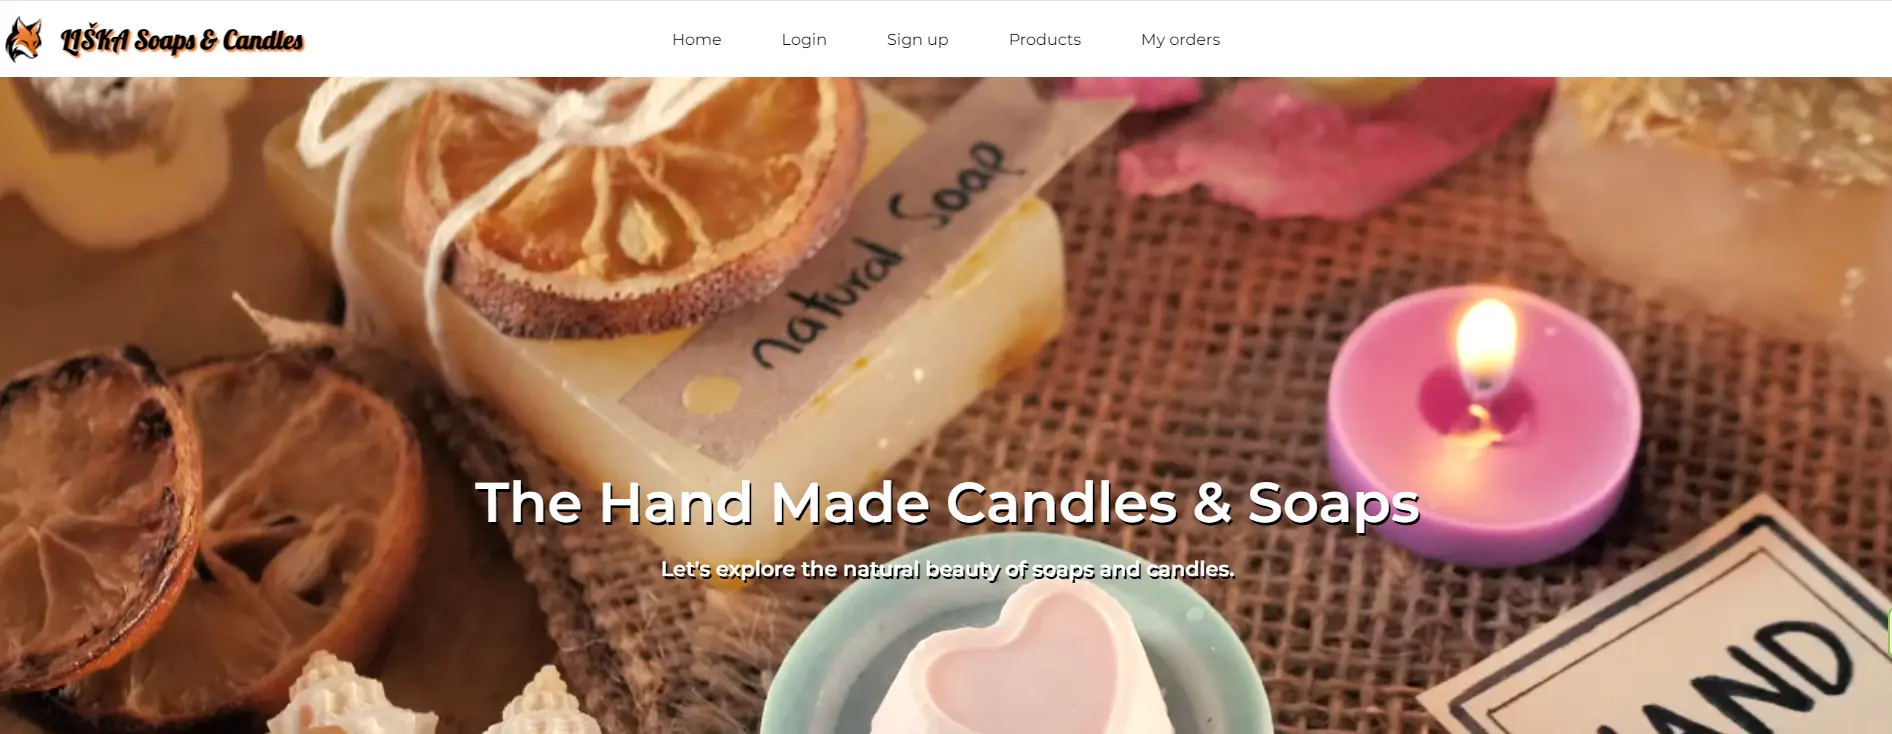 LIŠKA Soaps & Candles
Home
Login
Sign up
Products
My orders
natural Soap
The Hand Made Candles & Soaps
Let's explore the natural beauty of soaps and candles.
HAND